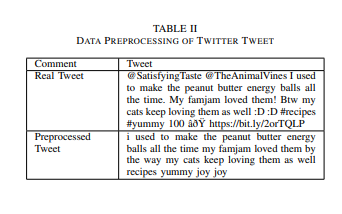 TABLE II
DATA PREPROCESSING OF TWITTER TWEET
Comment Tweet
Real Tweet @SatisfyingTaste @TheAnimalVines I used
to make the peanut butter energy balls all
the time. My famjam loved them! Btw my
cats keep loving them as well :D :D #recipes
#yummy 100 âðŸ https://bit.ly/2orTQLP
Preprocessed i used to make the peanut butter energy
Tweet balls all the time my famjam loved them by
the way my cats keep loving them as well
recipes yummy joy joy